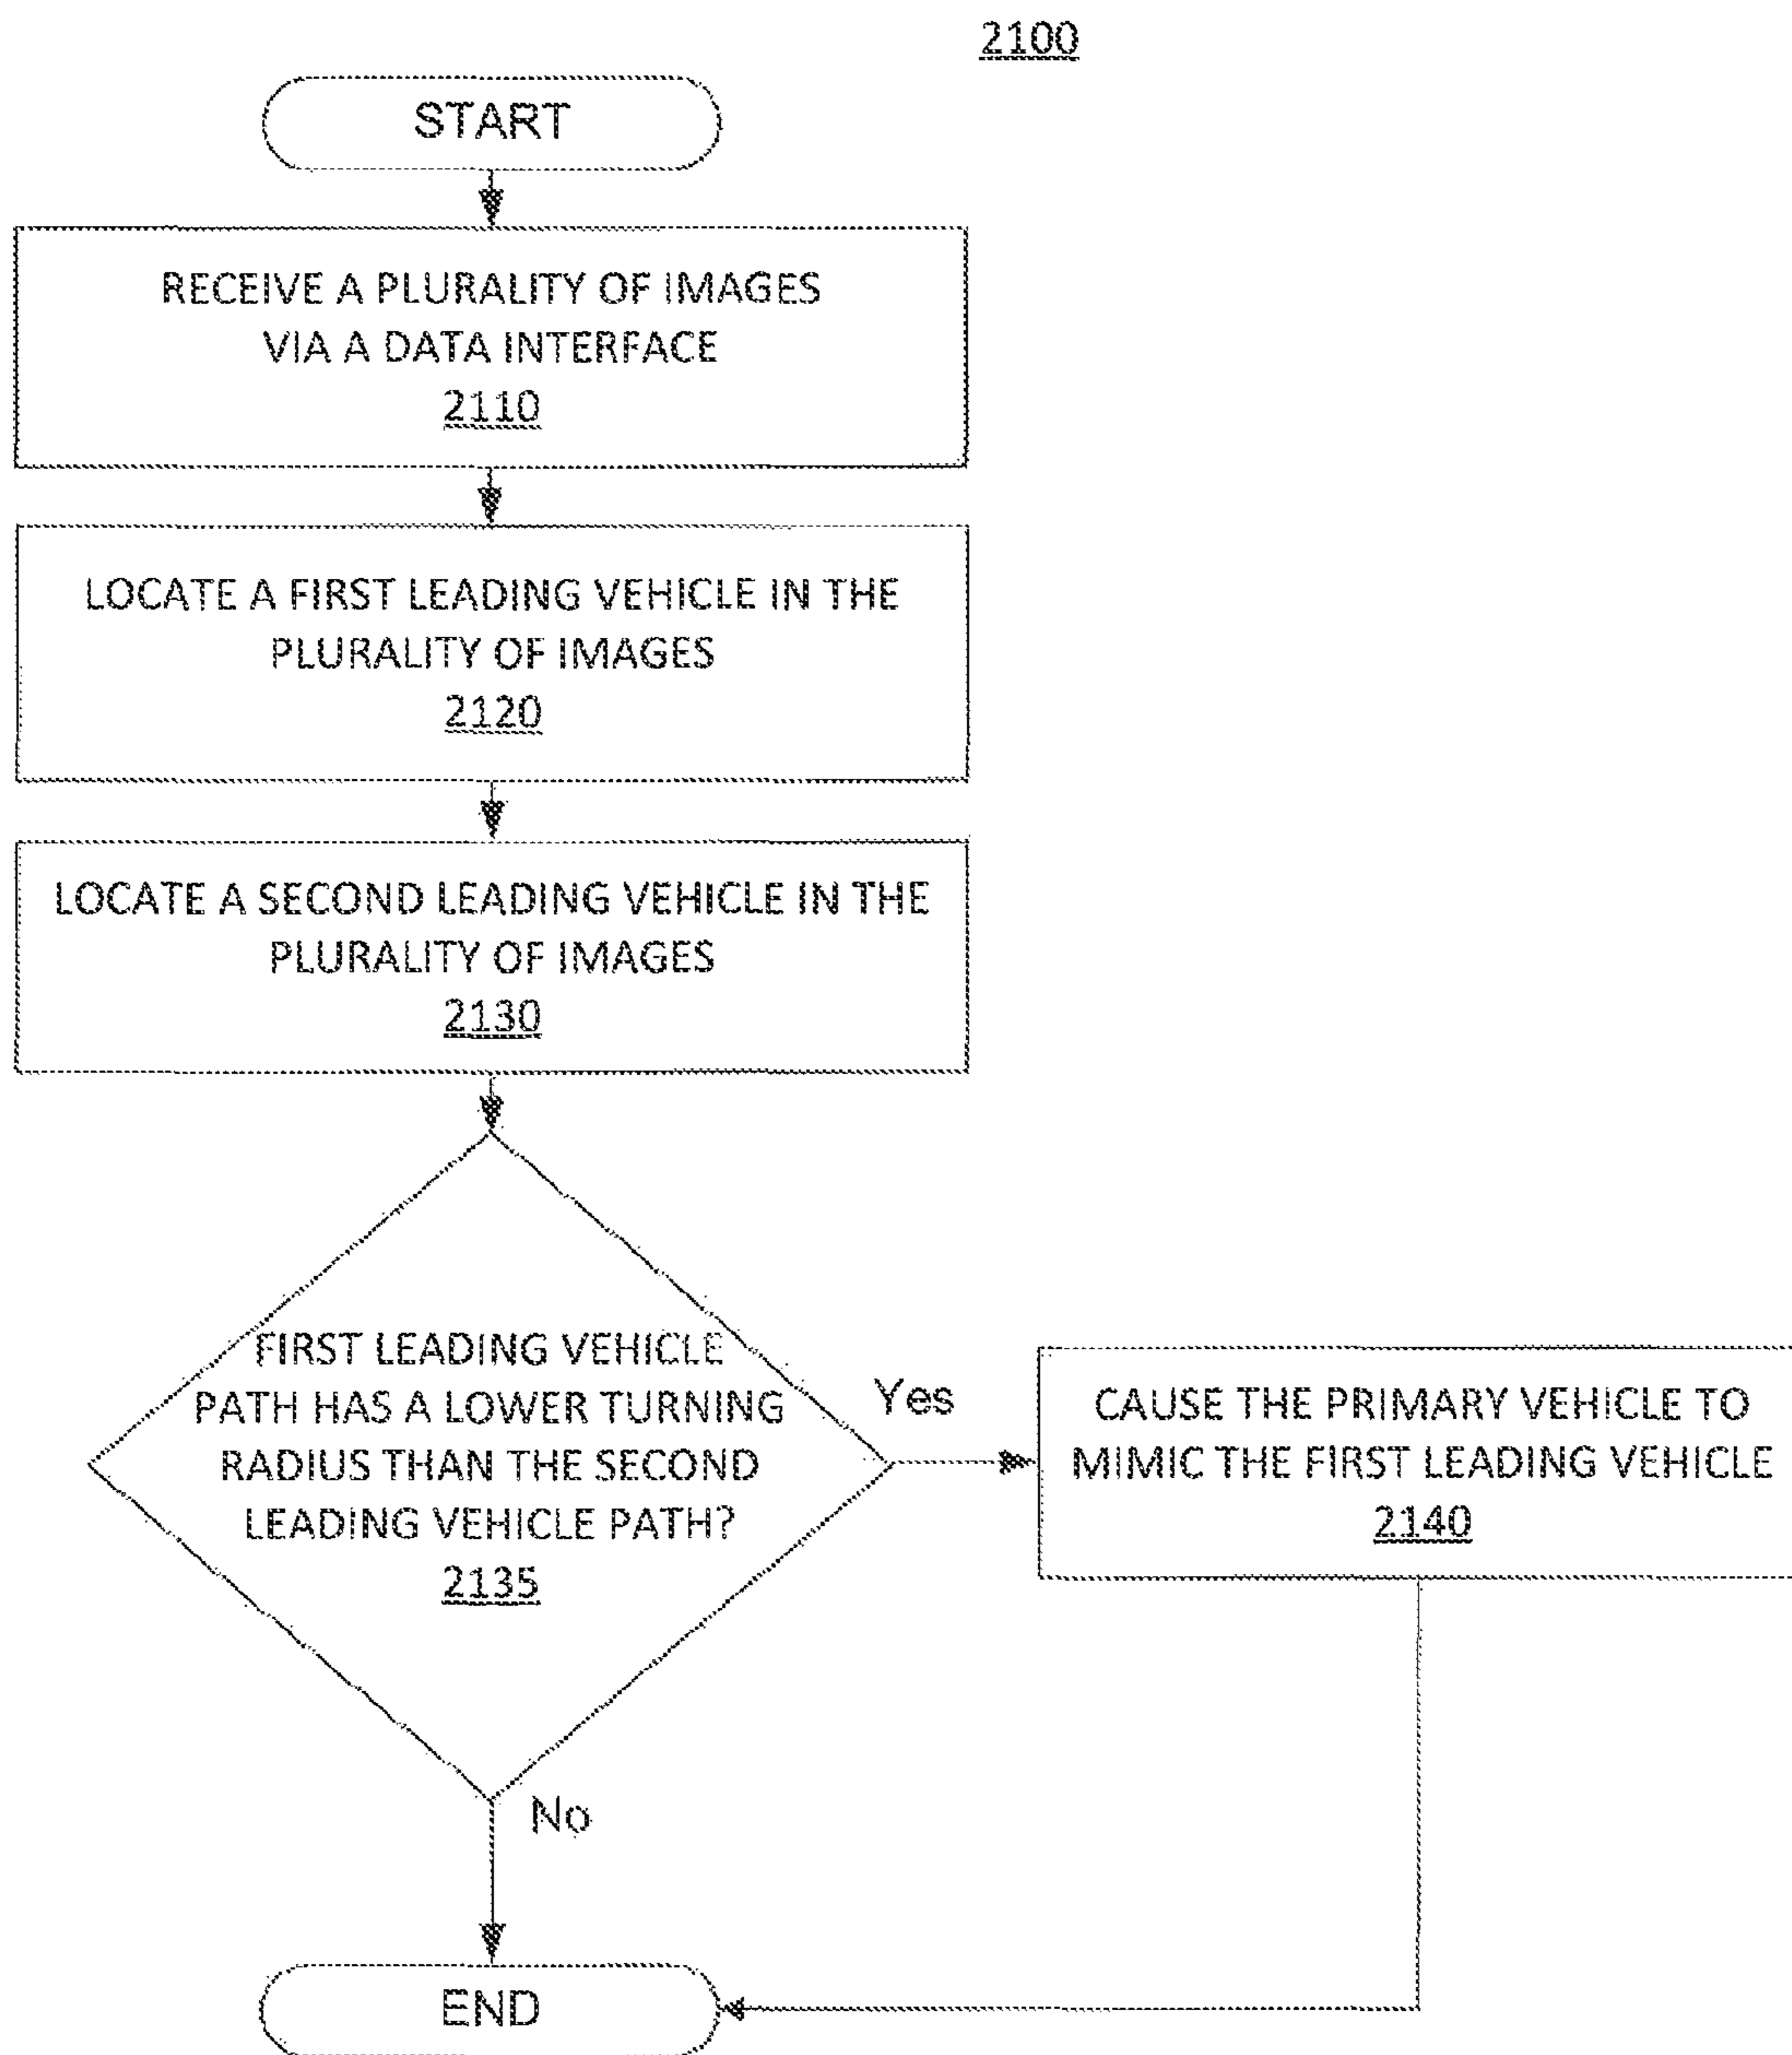 2100
START
RECEIVE A PLURALITY OF IMAGES
VIA A DATA INTERFACE
2110
LOCATE A FIRST LEADING VEHICLE IN THE
PLURALITY OF IMAGES
2120
LOCATE A SECOND LEADING VEHICLE IN THE
PLURALITY OF IMAGES
2130
FIRST LEADING VEHICLE
PATH HAS A LOWER TURNING
RADIUS THAN THE SECOND
LEADING VEHICLE PATH?
2135
Yes
CAUSE THE PRIMARY VEHICLE TO
MIMIC THE FIRST LEADING VEHICLE
2140
No
END